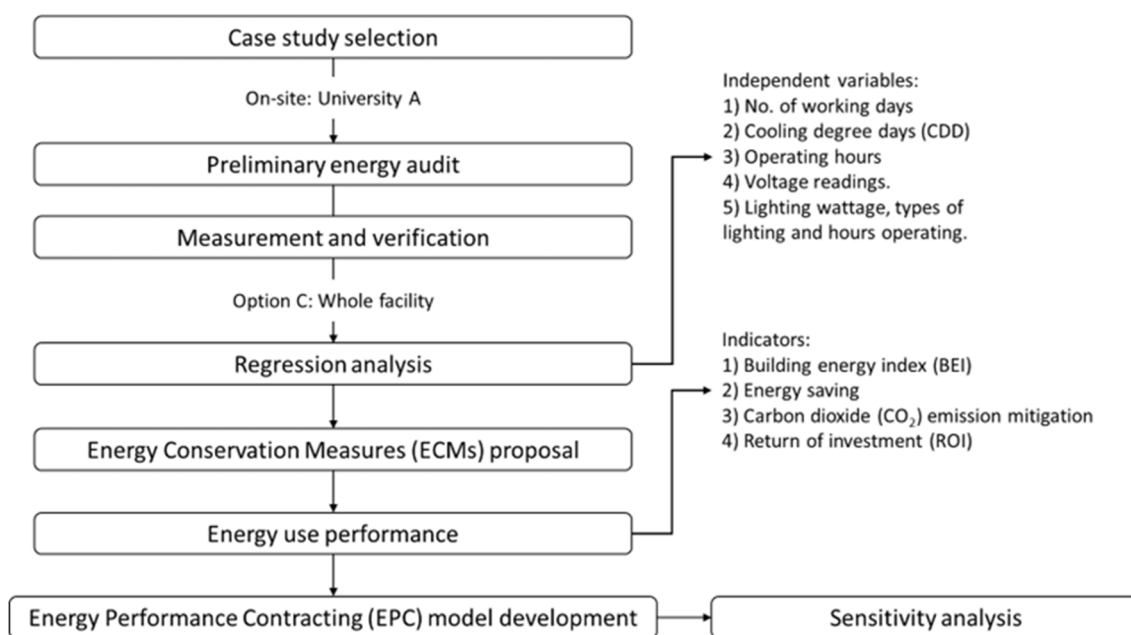 Case study selection
On-site: University A
Preliminary energy audit
Measurement and verification
Option C: Whole facility
Regression analysis
Energy Conservation Measures (ECMs) proposal
Energy use performance
Energy Performance Contracting (EPC) model development
Independent variables:
1) No. of working days
2) Cooling degree days (CDD)
3) Operating hours
4) Voltage readings.
5) Lighting wattage, types of
lighting and hours operating.
Indicators:
1) Building energy index (BEI)
2) Energy saving
3) Carbon dioxide (CO₂) emission mitigation
4) Return of investment (ROI)
Sensitivity analysis